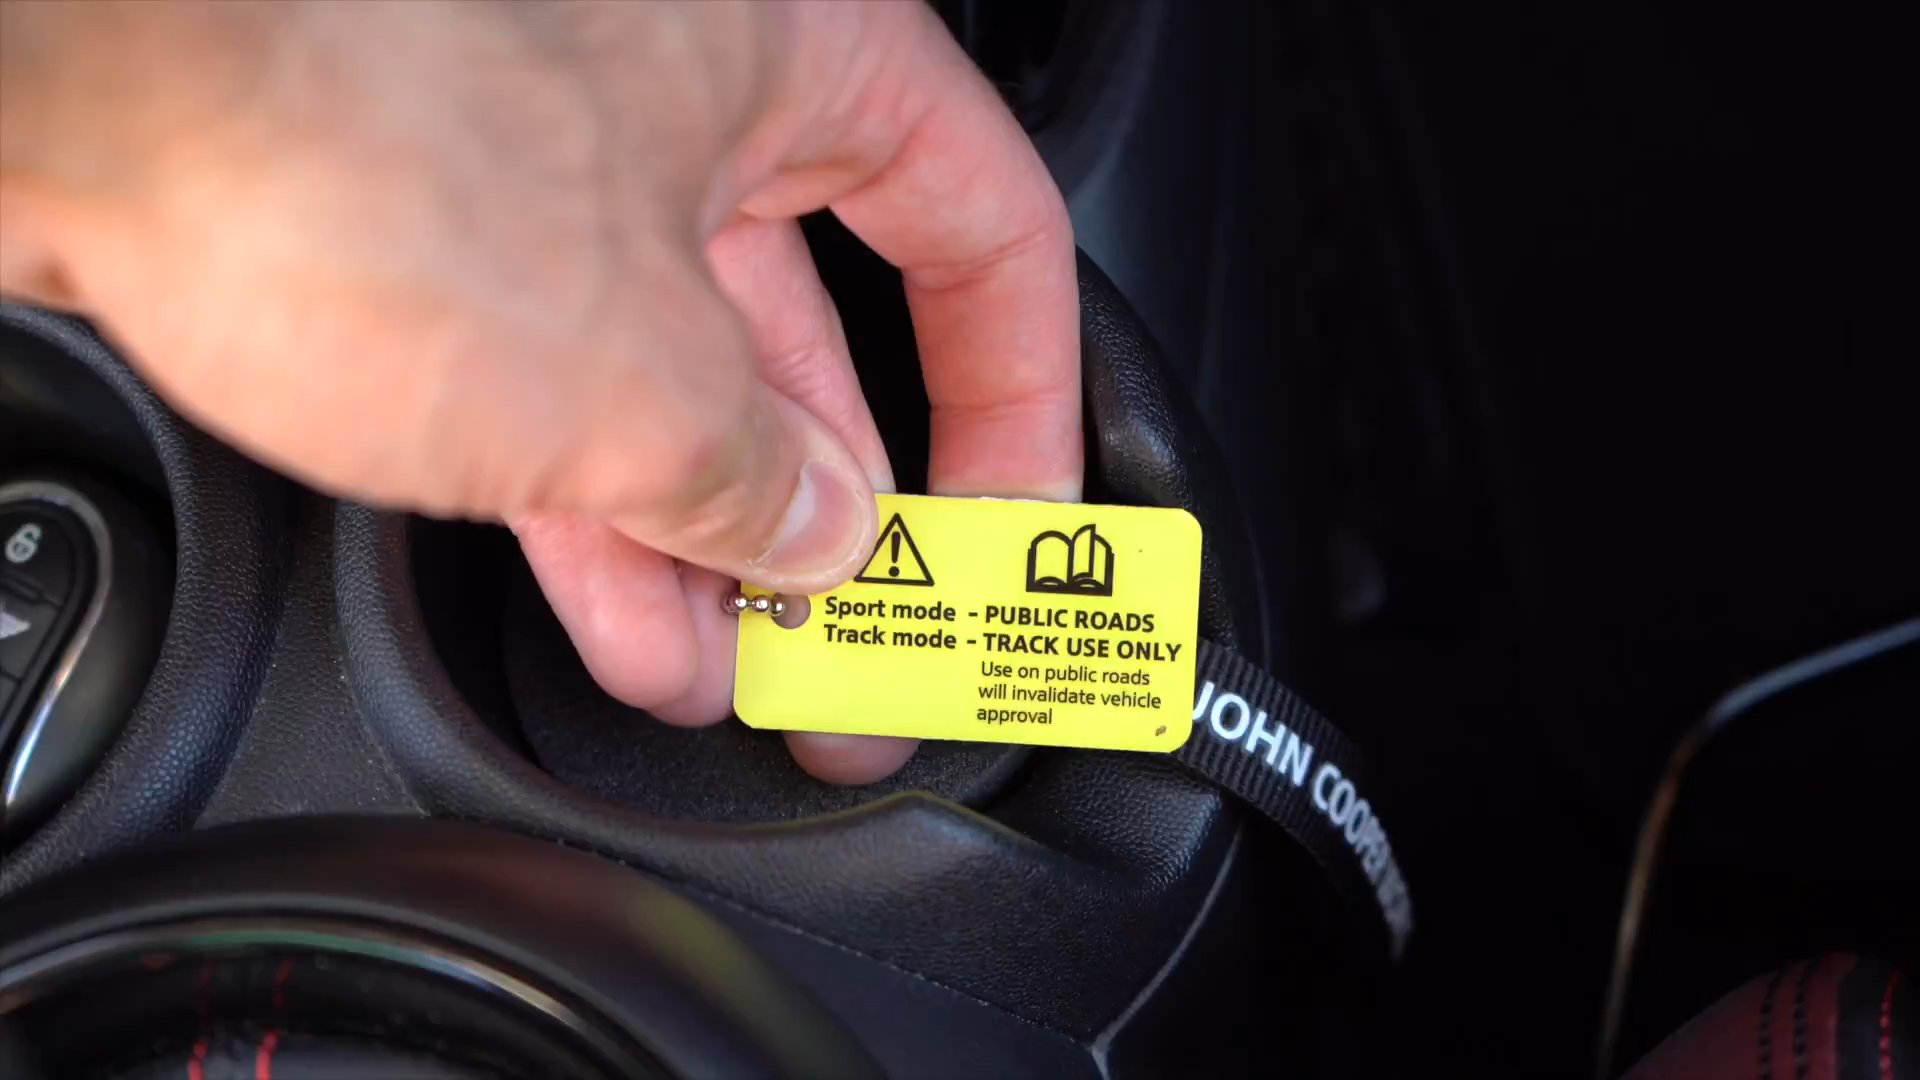 Sport mode - PUBLIC ROADS
Track mode - TRACK USE ONLY
Use on public roads
will invalidate vehicle
approval
JOHN COOPER